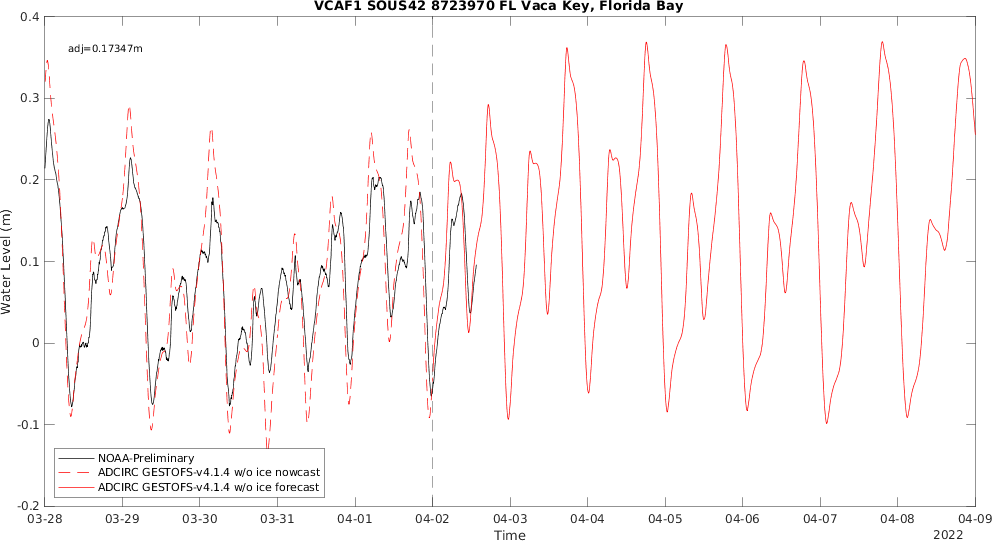 VCAF1 SOUS42 8723970 FL Vaca Key, Florida Bay
adj=0.17347m
Water Level (m)
0.4
0.3
0.2
0.1
0
-0.1
-0.2
NOAA-Preliminary
ADCIRC GESTOFS-v4.1.4 w/o ice nowcast
ADCIRC GESTOFS-v4.1.4 w/o ice forecast
03-28 03-29 03-30 03-31 04-01 04-02 04-03 04-04 04-05 04-06 04-07 04-08 04-09
Time
2022